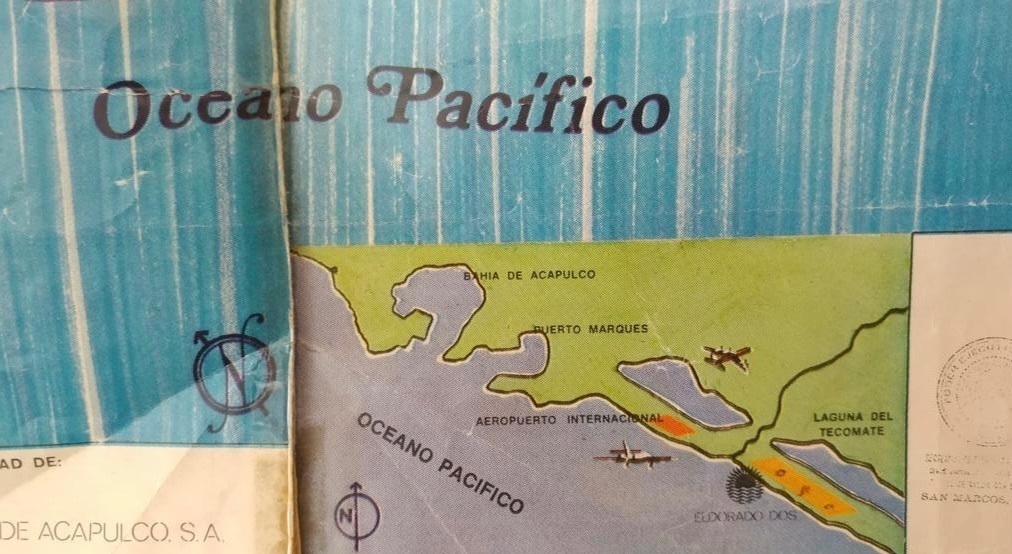 Oceano Pacífico
N
BAHIA DE ACAPULCO
PUERTO MARQUES
AEROPUERTO INTERNACIONAL
LAGUNA DEL
TECOMATE
OCEANO PACIFICO
N
ELDORADO DOS
AD DE:
DE ACAPULCO, S.A.
SAN MARCOS,